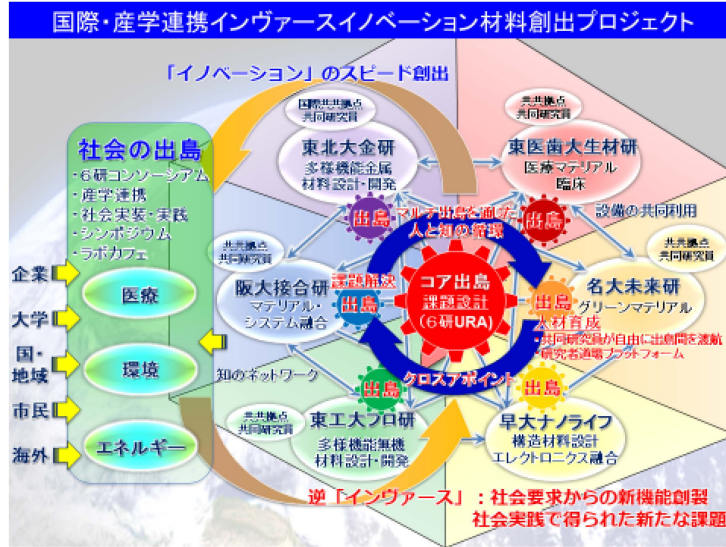 国際・産学連携インヴァースイノベーション材料創出プロジェクト
「イノベーション」のスピード創出
社会の出島
・6研コンソーシアム
・産学連携
・社会実装・実践
・シンポジウム
・ラボカフェ
医療
環境
エネルギー
企業
大学
国・
地域
市民
海外
国際共共拠点
共同研究員
東北大金研
多様機能金属
材料設計・開発
出島
共共拠点
共同研究員
東医歯大生材研
医療マテリアル
臨床
出島
設備の共同利用
マルチ出島を通じた
人と知の循環
共共拠点
共同研究員
阪大接合研
マテリアル・
システム融合
課題解決
出島
コア出島
課題設計
(6研URA)
共共拠点
共同研究員
名大未来研
グリーンマテリアル
出島
人材育成
・共同研究員が自由に出島間を渡航
・研究者道場プラットフォーム
知のネットワーク
クロスアポイント
出島
共共拠点
共同研究員
東工大フロ研
多様機能無機
材料設計・開発
出島
早大ナノライフ
構造材料設計
エレクトロニクス融合
逆「インヴァース」：社会要求からの新機能創製
社会実践で得られた新たな課題